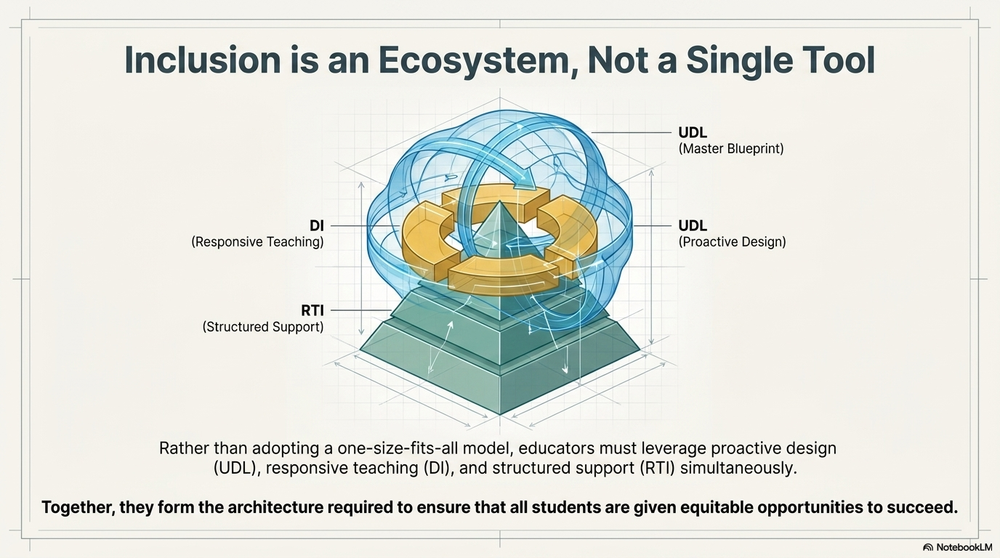 Inclusion is an Ecosystem, Not a Single Tool
UDL
(Master Blueprint)
DI
(Responsive Teaching)
UDL
(Proactive Design)
RTI
(Structured Support)
Rather than adopting a one-size-fits-all model, educators must leverage proactive design
(UDL), responsive teaching (DI), and structured support (RTI) simultaneously.
Together, they form the architecture required to ensure that all students are given equitable opportunities to succeed.
NotebookLM